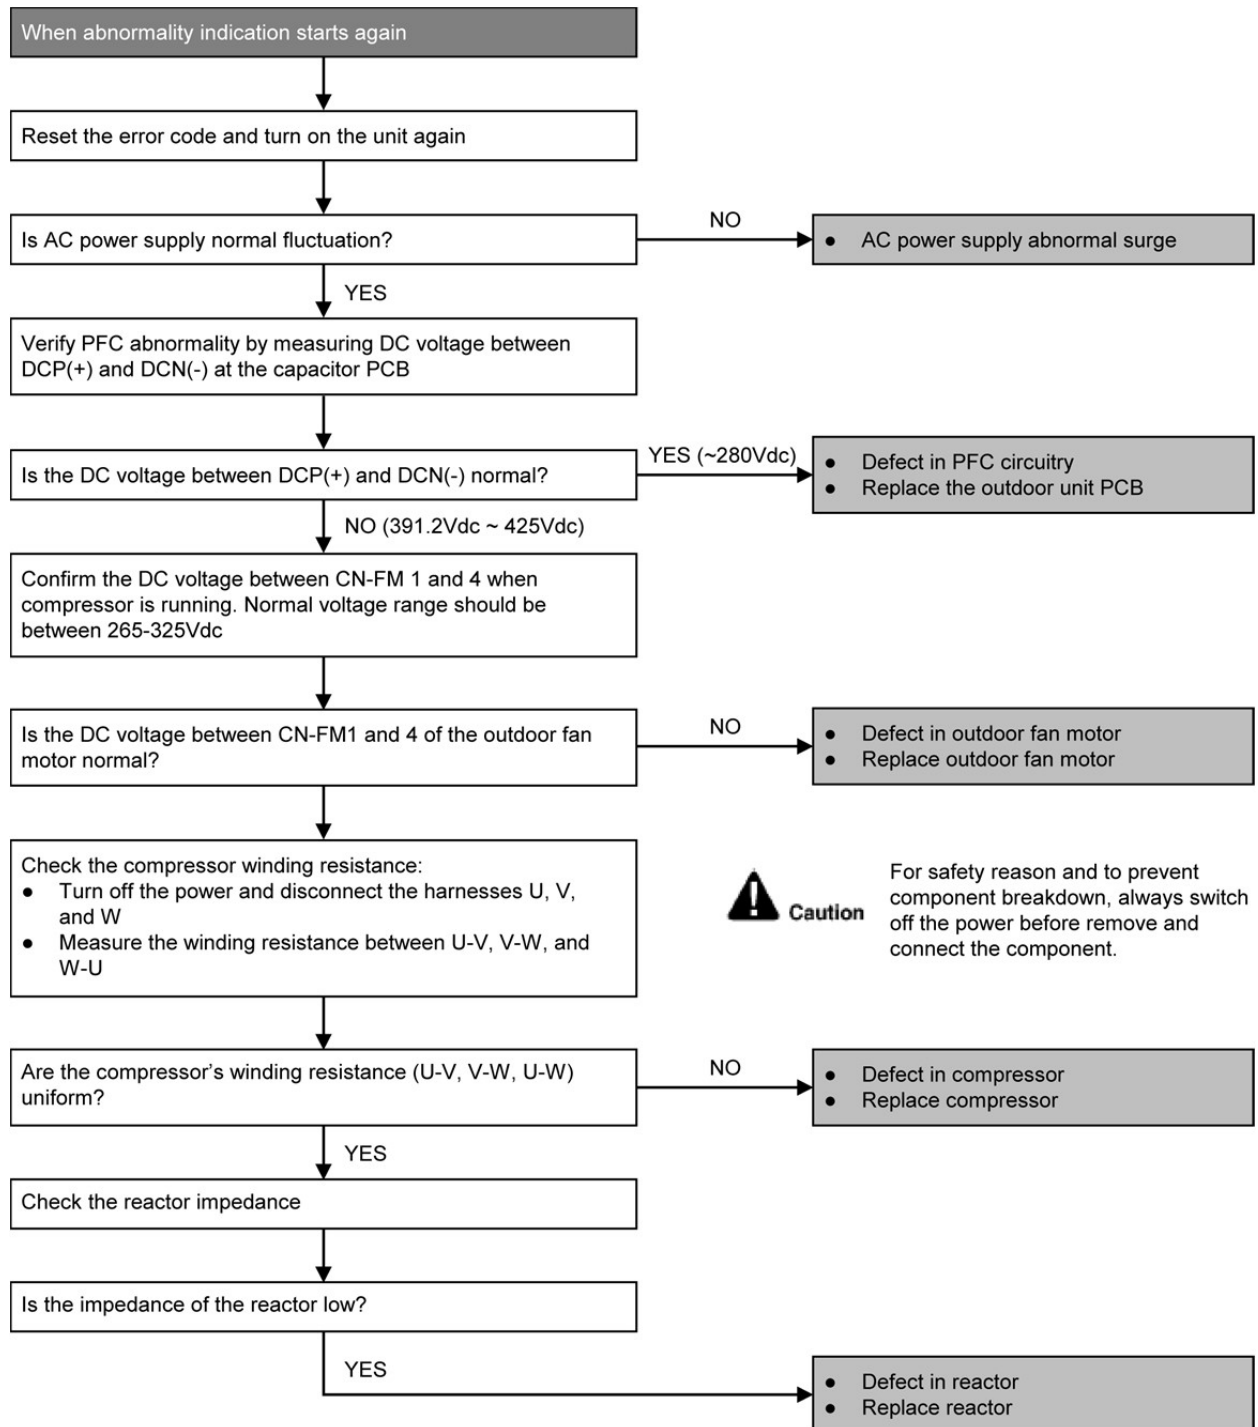 When abnormality indication starts again
Reset the error code and turn on the unit again
Is AC power supply normal fluctuation?
NO
● AC power supply abnormal surge
YES
Verify PFC abnormality by measuring DC voltage between
DCP(+) and DCN(-) at the capacitor PCB
Is the DC voltage between DCP(+) and DCN(-) normal?
YES (~280Vdc)
● Defect in PFC circuitry
● Replace the outdoor unit PCB
NO (391.2Vdc ~ 425Vdc)
Confirm the DC voltage between CN-FM 1 and 4 when
compressor is running. Normal voltage range should be
between 265-325Vdc
Is the DC voltage between CN-FM1 and 4 of the outdoor fan
motor normal?
NO
● Defect in outdoor fan motor
● Replace outdoor fan motor
Check the compressor winding resistance:
● Turn off the power and disconnect the harnesses U, V,
and W
● Measure the winding resistance between U-V, V-W, and
W-U
Caution
For safety reason and to prevent
component breakdown, always switch
off the power before remove and
connect the component.
Are the compressor’s winding resistance (U-V, V-W, U-W)
uniform?
NO
● Defect in compressor
● Replace compressor
YES
Check the reactor impedance
Is the impedance of the reactor low?
YES
● Defect in reactor
● Replace reactor